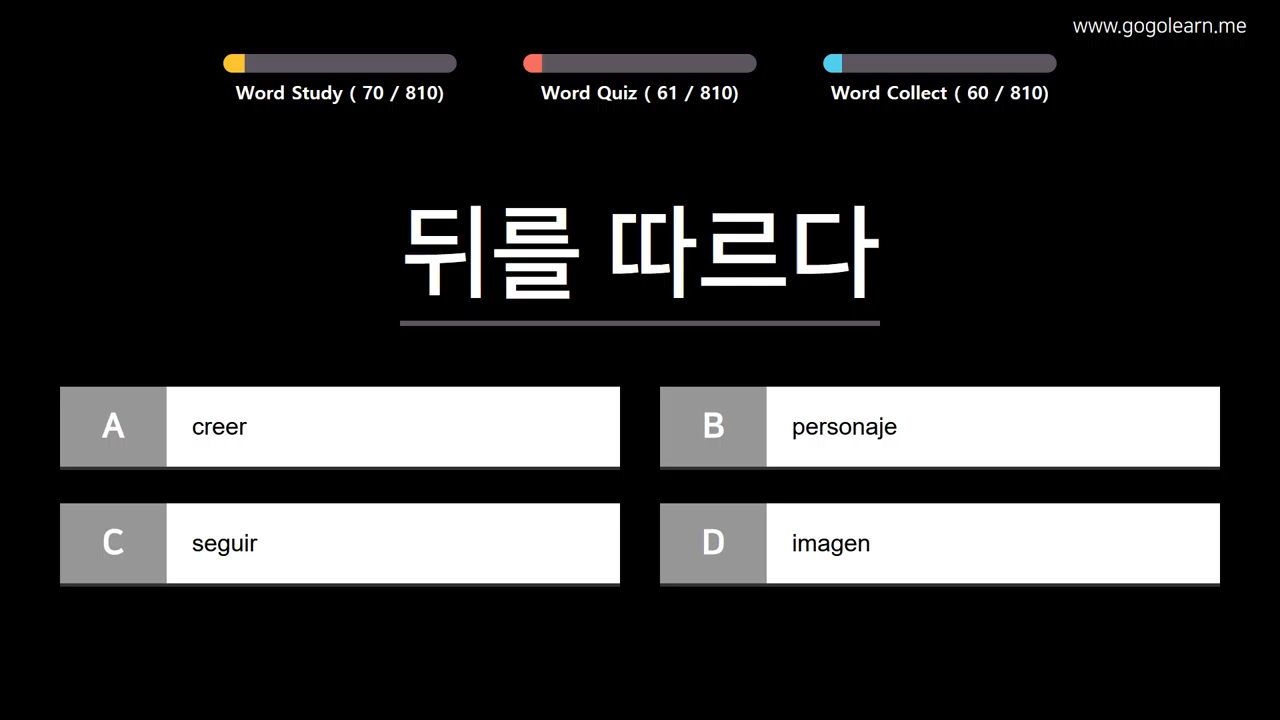 www.gogolearn.me
Word Study ( 70 / 810)
Word Quiz ( 61 / 810)
Word Collect ( 60 / 810)
뒤를 따르다
A creer
B personaje
C seguir
D imagen